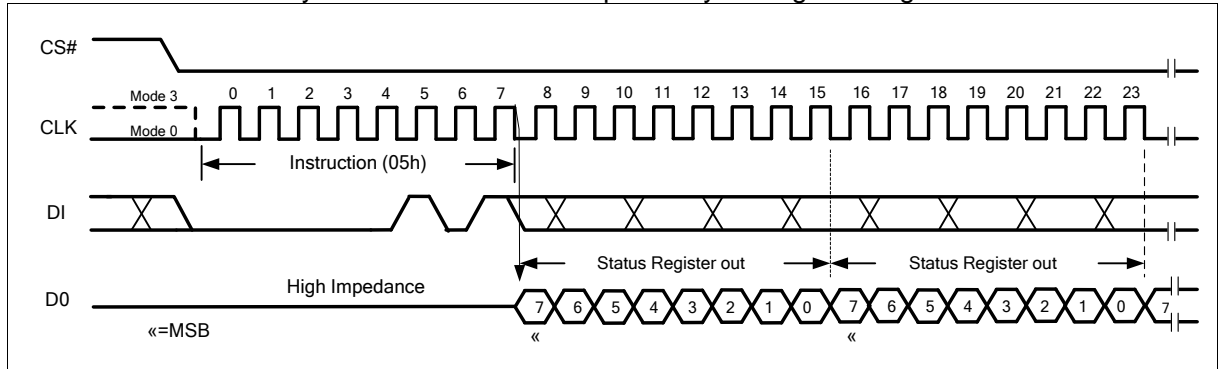 CS#
Mode 3
0 1 2 3 4 5 6 7 8 9 10 11 12 13 14 15 16 17 18 19 20 21 22 23
CLK
Mode 0
Instruction (05h)
DI
Status Register out Status Register out
High Impedance
D0
7 6 5 4 3 2 1 0 7 6 5 4 3 2 1 0 7
«=MSB « «